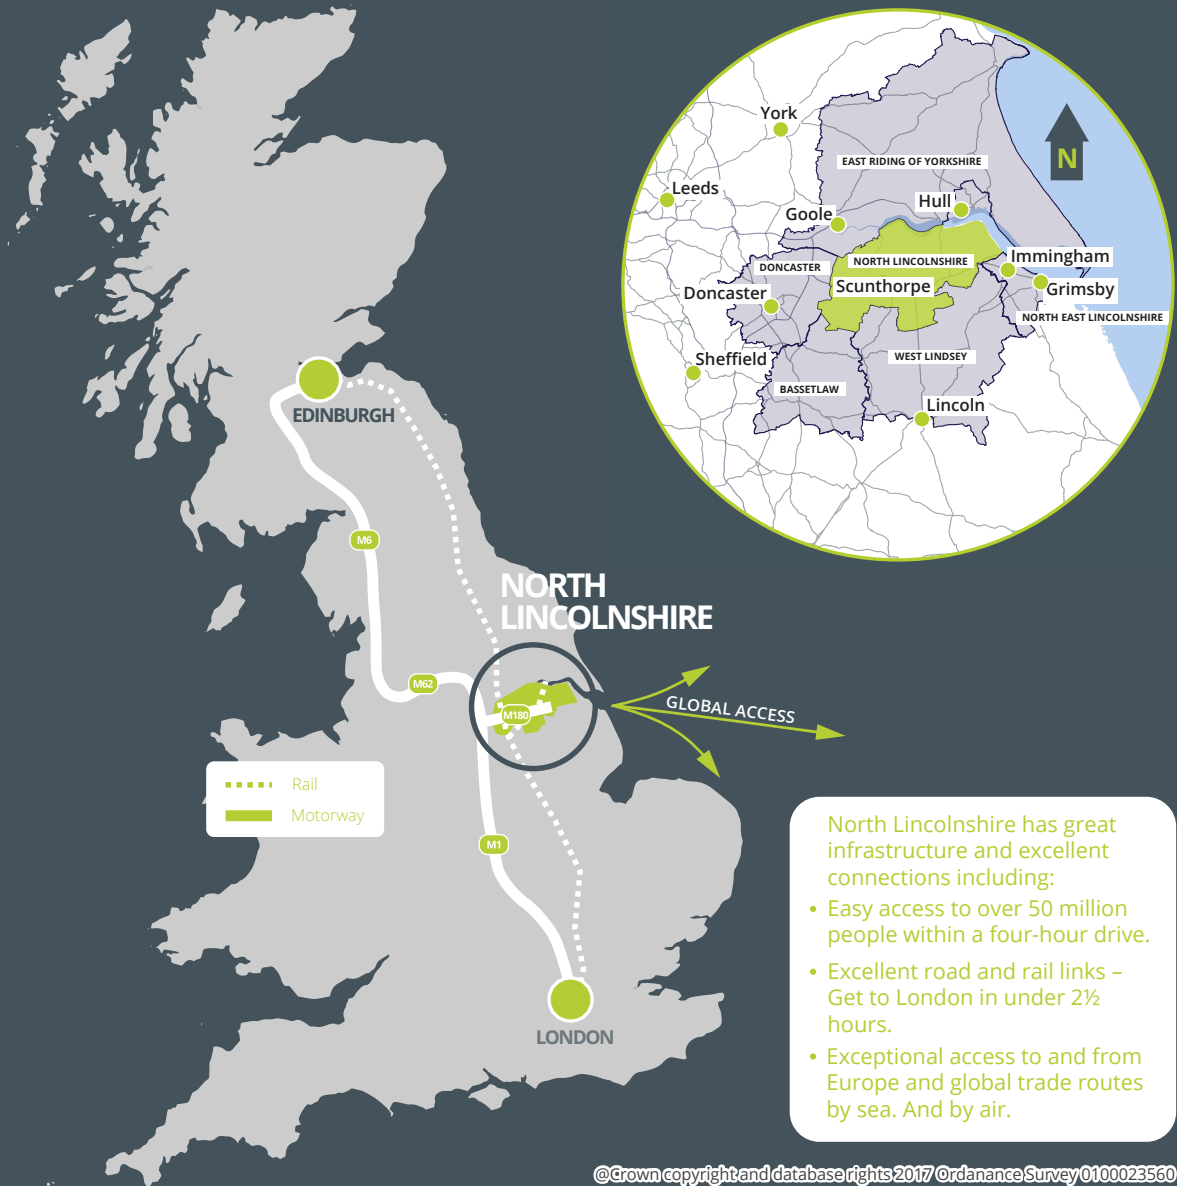 York
EAST RIDING OF YORKSHIRE
N
Leeds
Hull
Goole
Immingham
NORTH LINCOLNSHIRE
DONCASTER
Scunthorpe
Doncaster
Grimsby
NORTH EAST LINCOLNSHIRE
Sheffield
WEST LINDSEY
BASSETLAW
Lincoln
EDINBURGH
M6
NORTH
LINCOLNSHIRE
M62
M180
GLOBAL ACCESS
Rail
Motorway
M1
LONDON
North Lincolnshire has great
infrastructure and excellent
connections including:
• Easy access to over 50 million
people within a four-hour drive.
• Excellent road and rail links –
Get to London in under 2½
hours.
• Exceptional access to and from
Europe and global trade routes
by sea. And by air.
@Crown copyright and database rights 2017 Ordanance Survey 0100023560